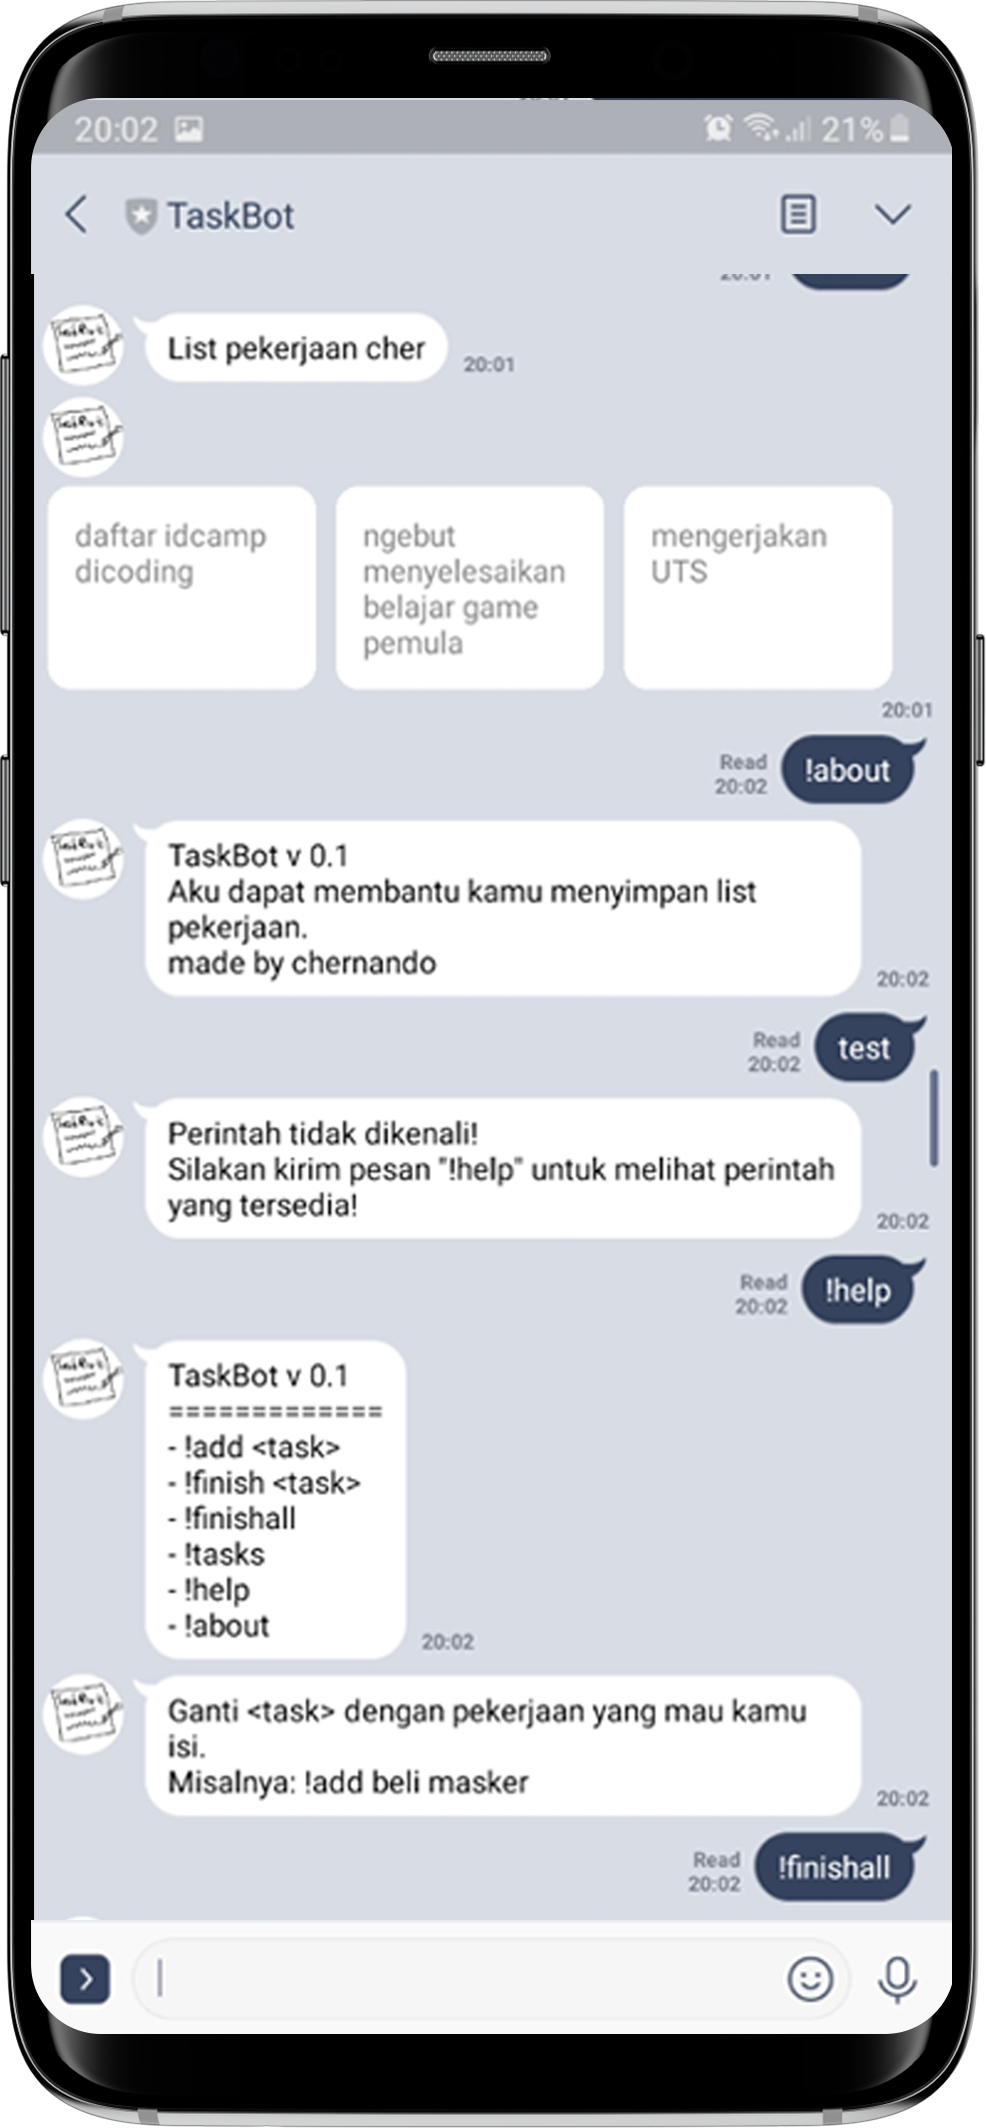 20:02
21%
TaskBot
20:01
List pekerjaan cher
20:01
daftar idcamp
dicoding
ngebut
menyelesaikan
belajar game
pemula
mengerjakan
UTS
20:01
Read
20:02
!about
TaskBot v 0.1
Aku dapat membantu kamu menyimpan list
pekerjaan.
made by chernando
20:02
Read
20:02
test
Perintah tidak dikenali!
Silakan kirim pesan "!help" untuk melihat perintah
yang tersedia!
20:02
Read
20:02
!help
TaskBot v 0.1
=============
- !add <task>
- !finish <task>
- !finishall
- !tasks
- !help
- !about
20:02
Ganti <task> dengan pekerjaan yang mau kamu
isi.
Misalnya: !add beli masker
20:02
Read
20:02
!finishall